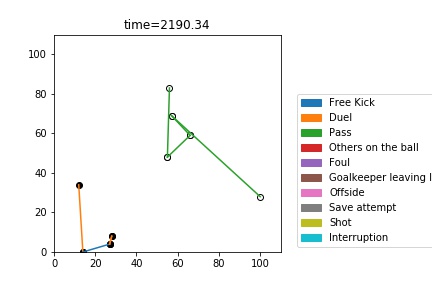 time=2190.34
100
80
60
40
20
0
0 20 40 60 80 100
Free Kick
Duel
Pass
Others on the ball
Foul
Goalkeeper leaving l
Offside
Save attempt
Shot
Interruption